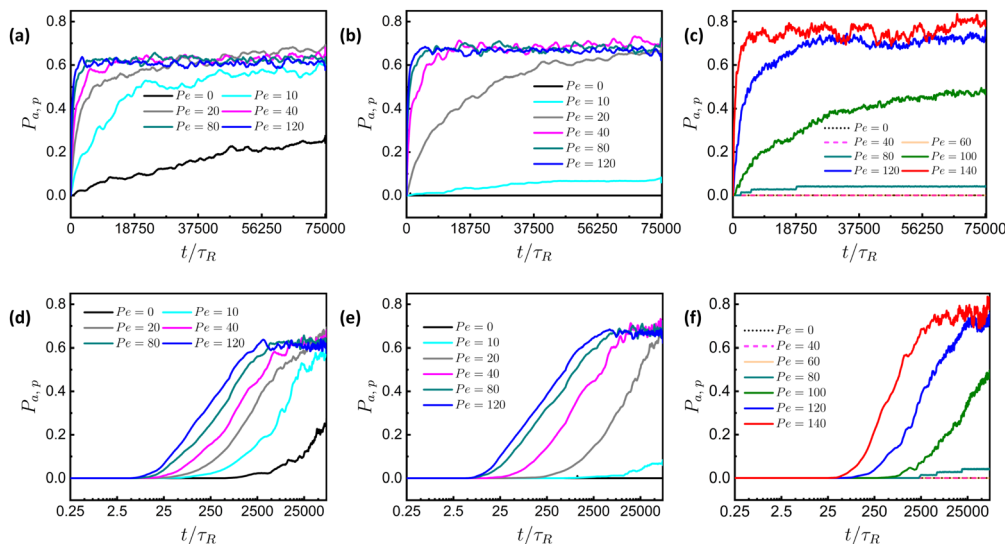 (a)
P_{a, p}
0.8
0.6
0.4
0.2
0.0
Pe = 0 Pe = 10
Pe = 20 Pe = 40
Pe = 80 Pe = 120
0 18750 37500 56250 75000
t/τ_R
(b)
P_{a, p}
0.8
0.6
0.4
0.2
0.0
Pe = 0
Pe = 10
Pe = 20
Pe = 40
Pe = 80
Pe = 120
0 18750 37500 56250 75000
t/τ_R
(c)
P_{a, p}
0.8
0.6
0.4
0.2
0.0
Pe = 0
Pe = 40 Pe = 60
Pe = 80 Pe = 100
Pe = 120 Pe = 140
0 18750 37500 56250 75000
t/τ_R
(d)
P_{a, p}
0.8
0.6
0.4
0.2
0.0
Pe = 0 Pe = 10
Pe = 20 Pe = 40
Pe = 80 Pe = 120
0.25 2.5 25 250 2500 25000
t/τ_R
(e)
P_{a, p}
0.8
0.6
0.4
0.2
0.0
Pe = 0
Pe = 10
Pe = 20
Pe = 40
Pe = 80
Pe = 120
0.25 2.5 25 250 2500 25000
t/τ_R
(f)
P_{a, p}
0.8
0.6
0.4
0.2
0.0
Pe = 0
Pe = 40
Pe = 60
Pe = 80
Pe = 100
Pe = 120
Pe = 140
0.25 2.5 25 250 2500 25000
t/τ_R